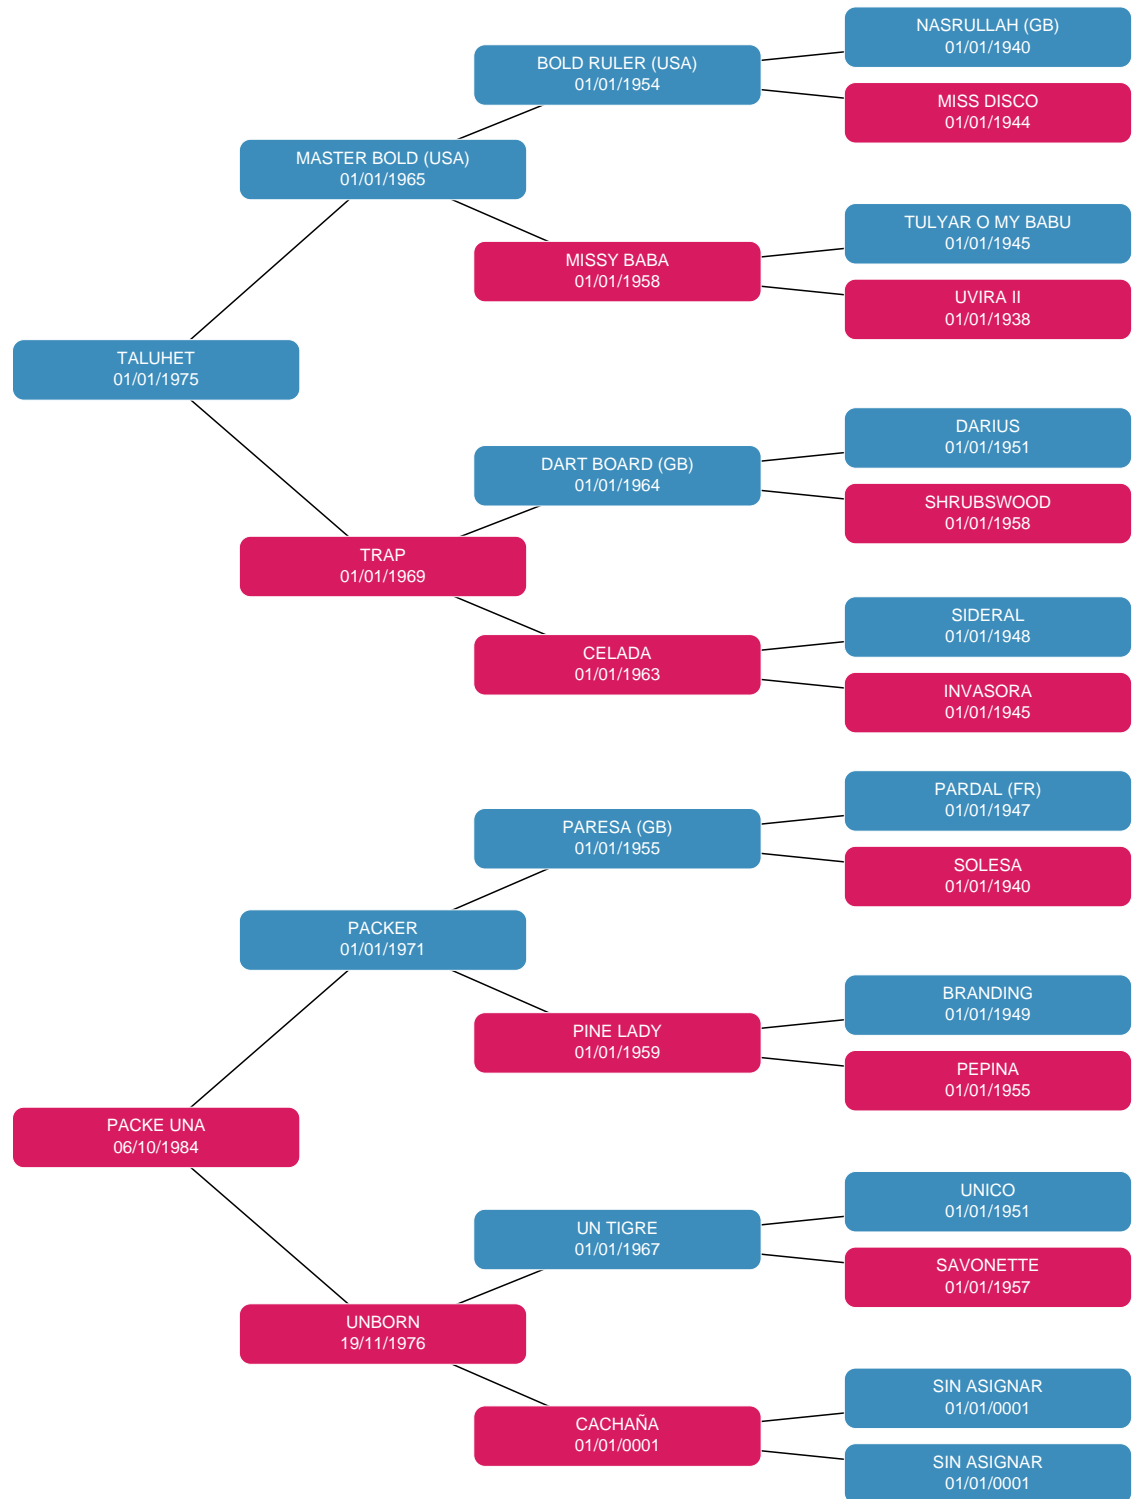 NASRULLAH (GB)
01/01/1940
BOLD RULER (USA)
01/01/1954
MISS DISCO
01/01/1944
MASTER BOLD (USA)
01/01/1965
TULYAR O MY BABU
01/01/1945
MISSY BABA
01/01/1958
UVIRA II
01/01/1938
TALUHET
01/01/1975
DARIUS
01/01/1951
DART BOARD (GB)
01/01/1964
SHRUBSWOOD
01/01/1958
TRAP
01/01/1969
SIDERAL
01/01/1948
CELADA
01/01/1963
INVASORA
01/01/1945
PARDAL (FR)
01/01/1947
PARESA (GB)
01/01/1955
SOLESA
01/01/1940
PACKER
01/01/1971
BRANDING
01/01/1949
PINE LADY
01/01/1959
PEPINA
01/01/1955
PACKE UNA
06/10/1984
UNICO
01/01/1951
UN TIGRE
01/01/1967
SAVONETTE
01/01/1957
UNBORN
19/11/1976
SIN ASIGNAR
01/01/0001
CACHAÑA
01/01/0001
SIN ASIGNAR
01/01/0001